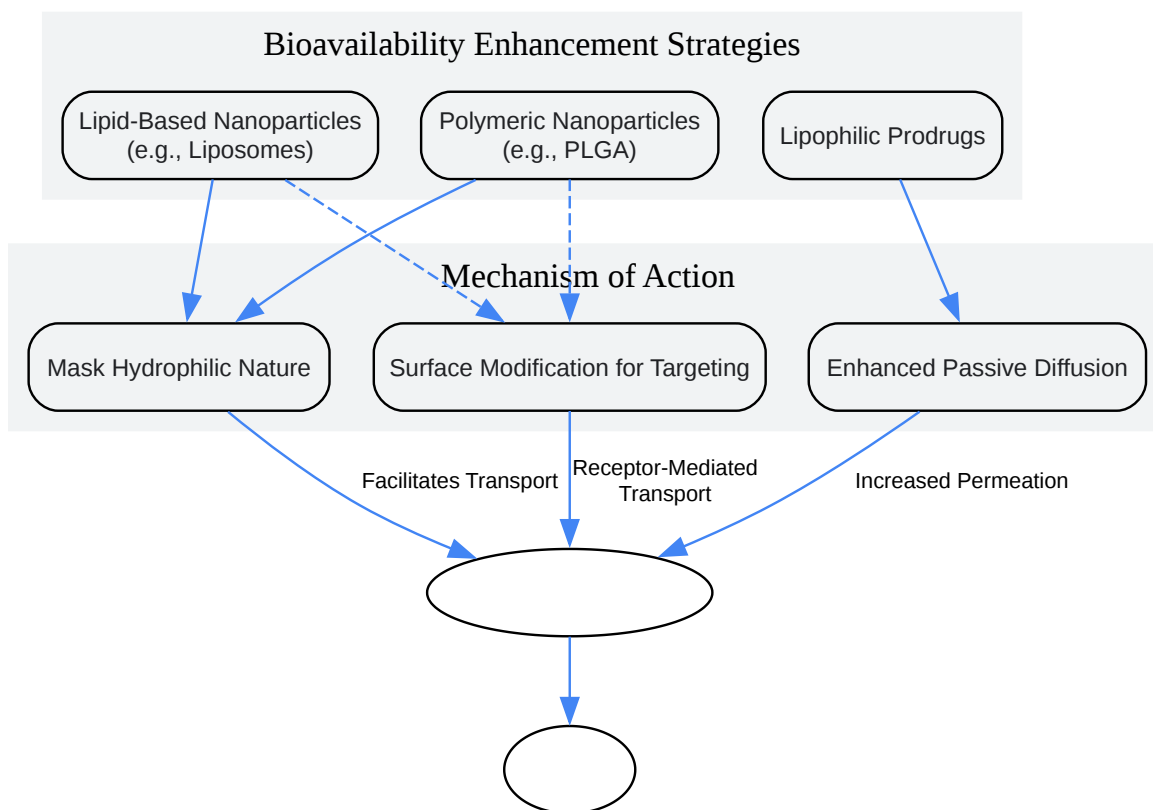 Bioavailability Enhancement Strategies
Lipid-Based Nanoparticles
(e.g., Liposomes)
Polymeric Nanoparticles
(e.g., PLGA)
Lipophilic Prodrugs
Mechanism of Action
Mask Hydrophilic Nature
Surface Modification for Targeting
Enhanced Passive Diffusion
Facilitates Transport
Receptor-Mediated
Transport
Increased Permeation